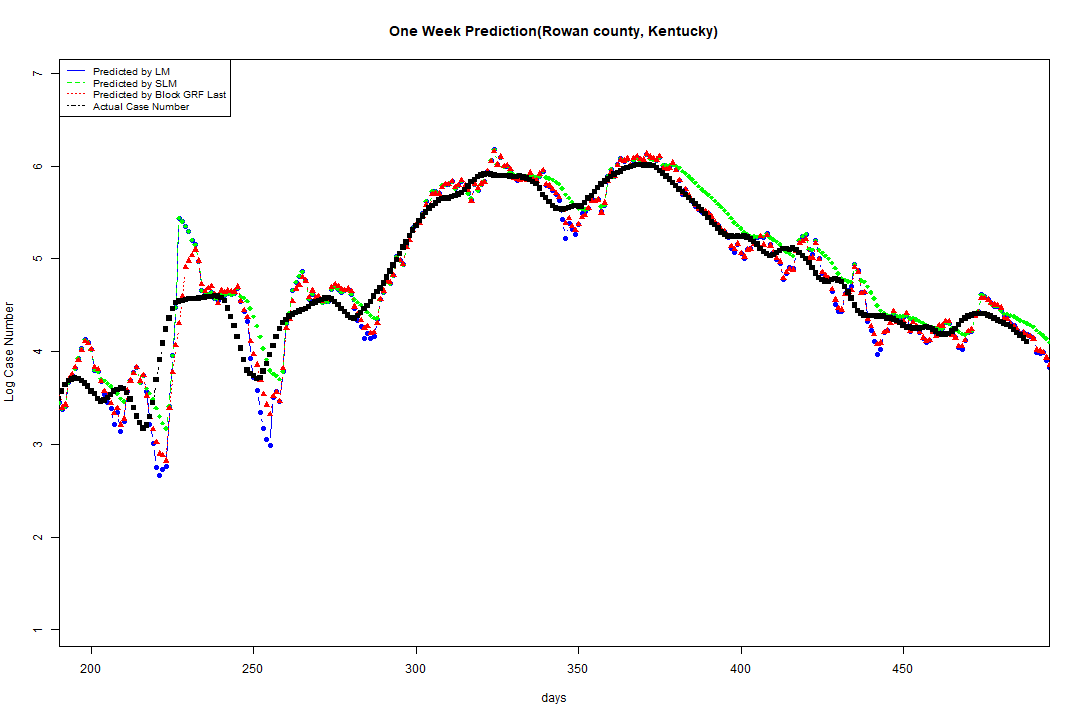 One Week Prediction(Rowan county, Kentucky)
Predicted by LM
Predicted by SLM
Predicted by Block GRF Last
Actual Case Number
7
6
5
4
3
2
1
Log Case Number
200 250 300 350 400 450
days